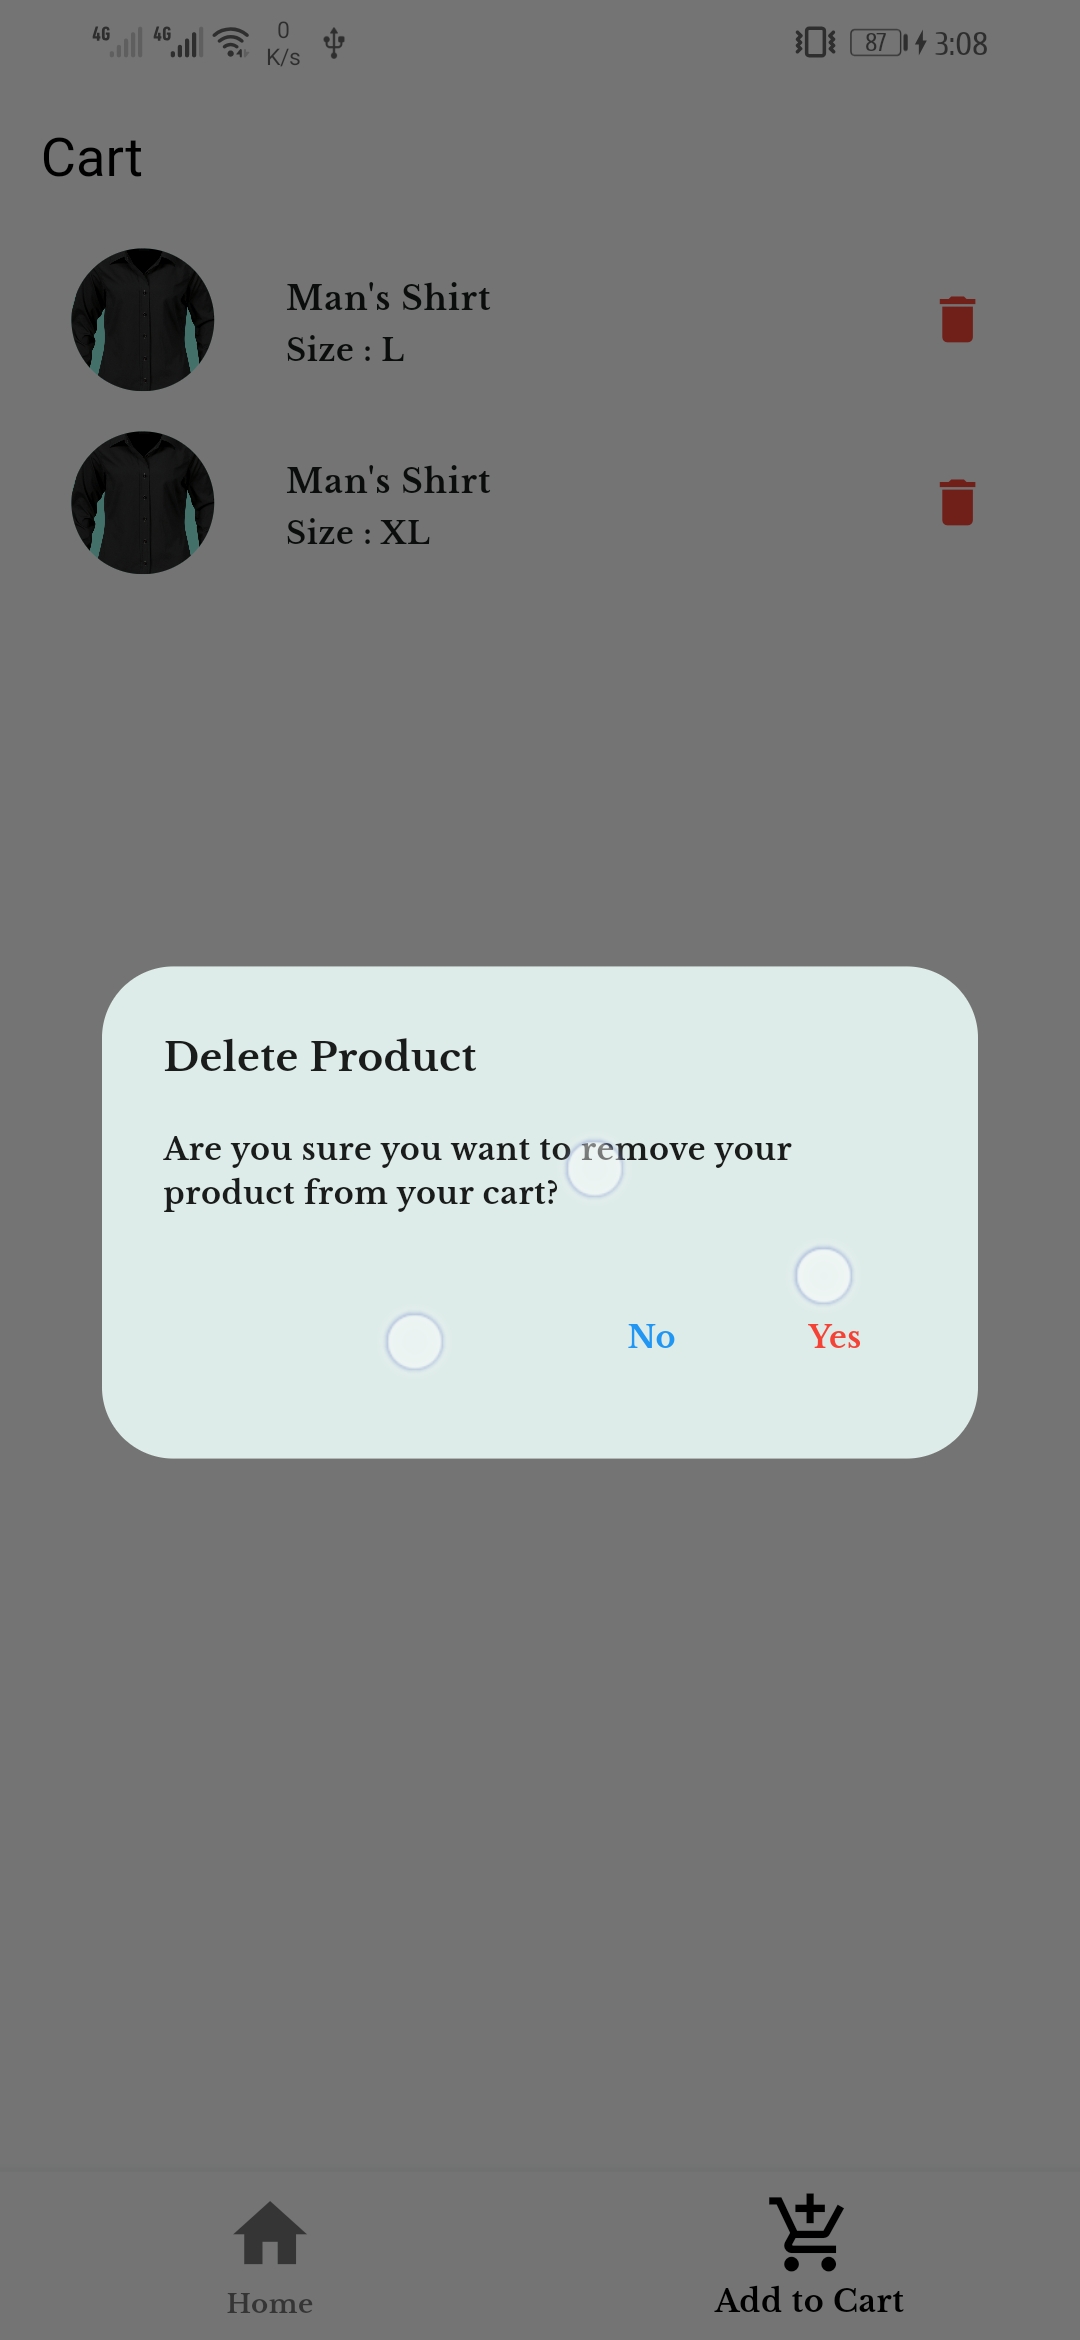 4G 4G 0 K/s 87 3:08
Cart
Man's Shirt
Size : L
Man's Shirt
Size : XL
Delete Product
Are you sure you want to remove your
product from your cart?
No Yes
Home Add to Cart